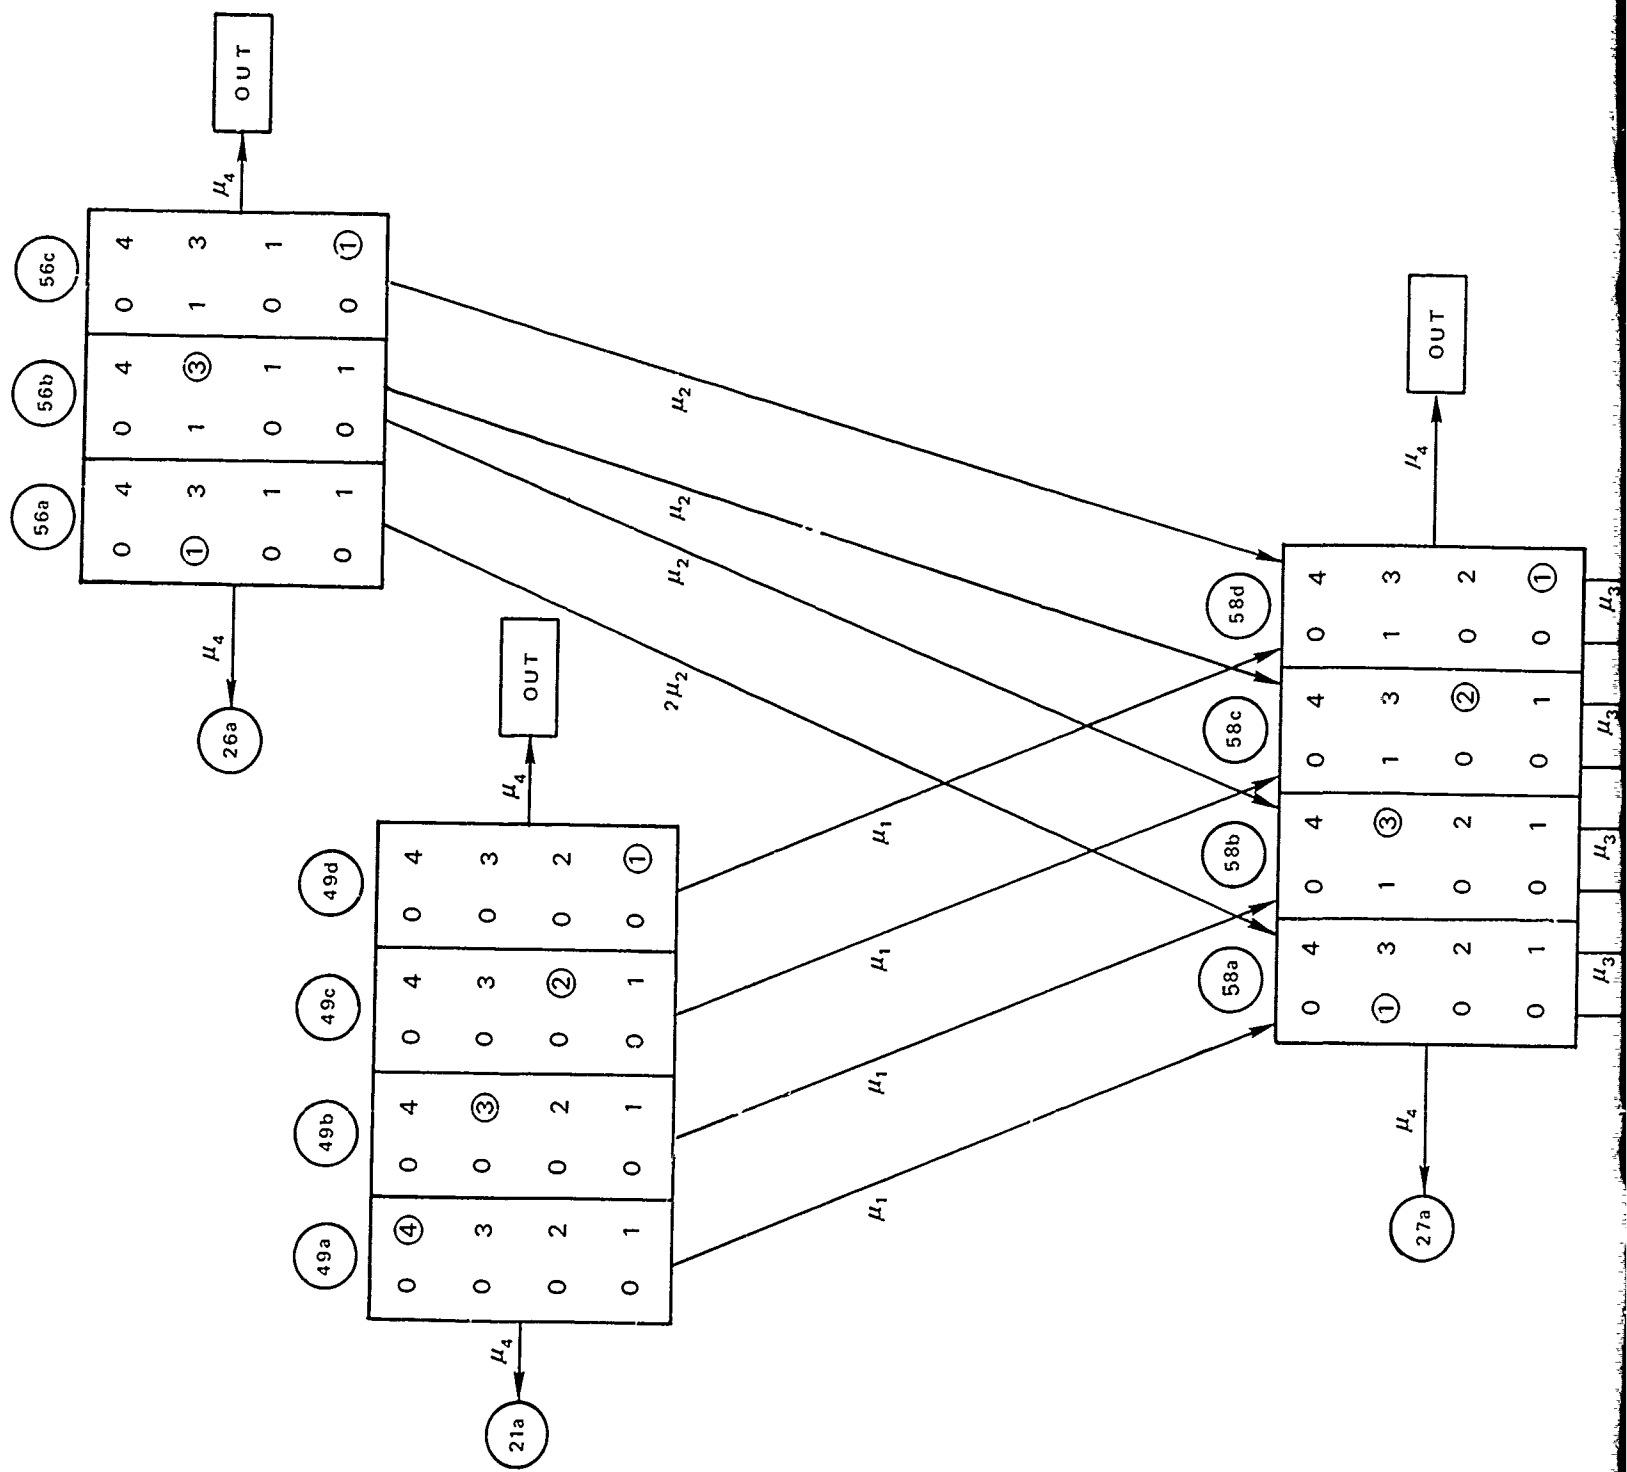 56a 56b 56c
0 4 0 4 0 4
① 3 1 ③ 1 3
26a μ4 μ4 OUT
0 1 0 1 0 1
0 1 0 1 0 ①
49a 49b 49c 49d
0 ④ 0 4 0 4 0 4
0 3 0 ③ 0 3 0 3
21a μ4 μ4 OUT
0 2 0 2 0 ② 0 2
0 1 0 1 0 1 0 ①
2μ2 μ2 μ2 μ2
μ1 μ1 μ1 μ1
58a 58b 58c 58d
0 4 0 4 0 4 0 4
① 3 1 ③ 1 3 1 3
27a μ4 μ4 OUT
0 2 0 2 0 ② 0 2
0 1 0 1 0 1 0 ①
μ3 μ3 μ3 μ3